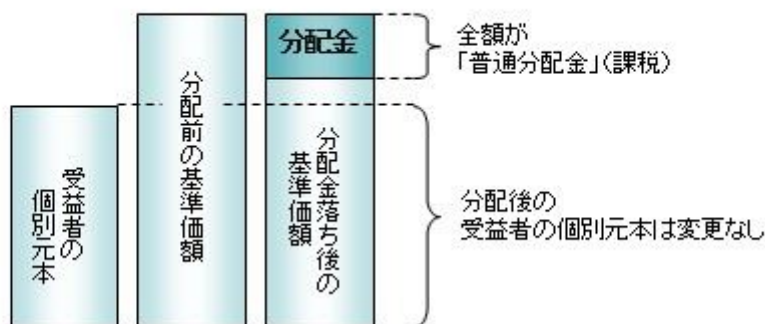 受益者の
個別元本
分配前の基準価額
分配金
分配金落ち後の
基準価額
全額が
「普通分配金」(課税)
分配後の
受益者の個別元本は変更なし